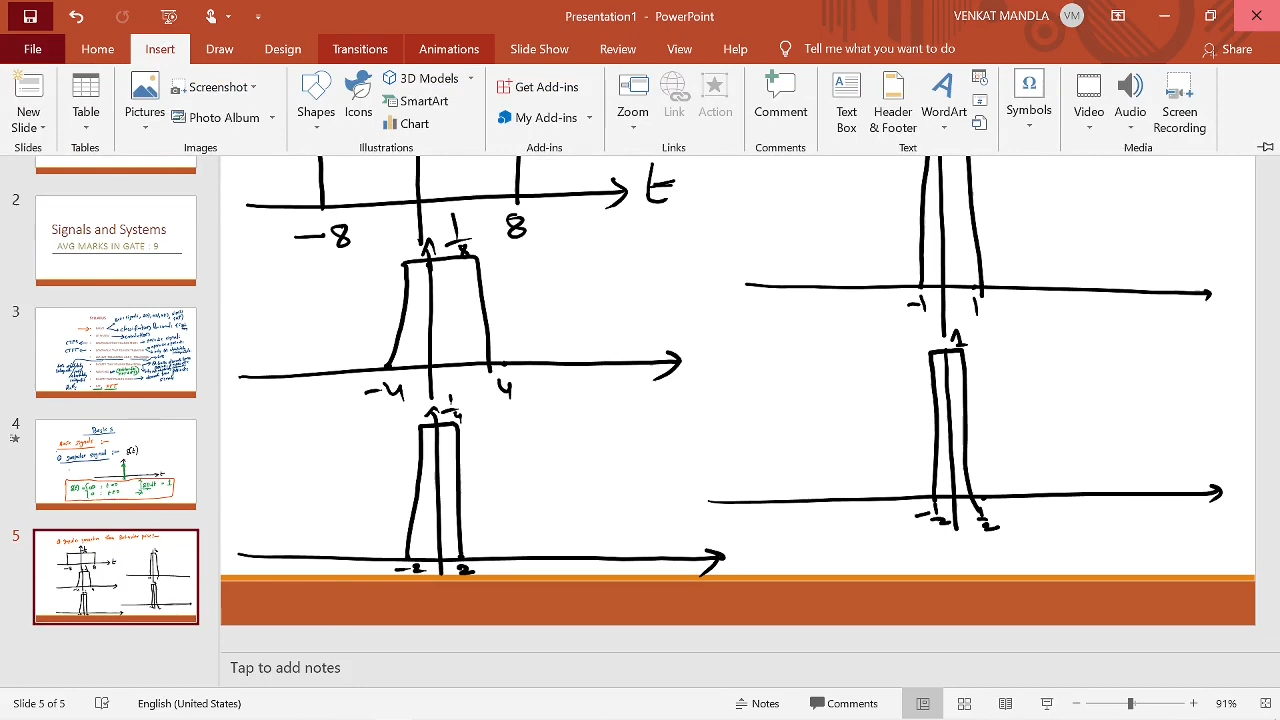 Presentation1 - PowerPoint
VENKAT MANDLA
VM
File
Home
Insert
Draw
Design
Transitions
Animations
Slide Show
Review
View
Help
Tell me what you want to do
Share
New
Slide
Slides
Table
Tables
Pictures
Screenshot
Photo Album
Images
Shapes
Icons
3D Models
SmartArt
Chart
Illustrations
Get Add-ins
My Add-ins
Add-ins
Zoom
Link
Action
Links
Comment
Comments
Text
Box
Header
& Footer
WordArt
Text
Ω
Symbols
Video
Audio
Screen
Recording
Media
2
Signals and Systems
AVG MARKS IN GATE : 9
3
4
Basics
5
t
-8
8
1/8
-4
4
1/4
-2
2
-1
1
1
-1/2
1/2
Tap to add notes
Slide 5 of 5
English (United States)
Notes
Comments
91%